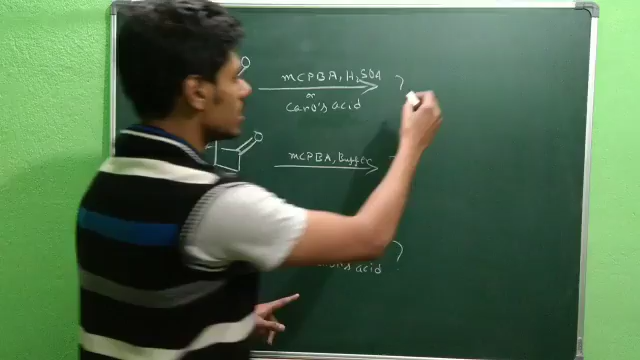 O
mCPBA, H2SO4 ?
or
Caro's acid
O
mCPBA, Buffer
acid ?